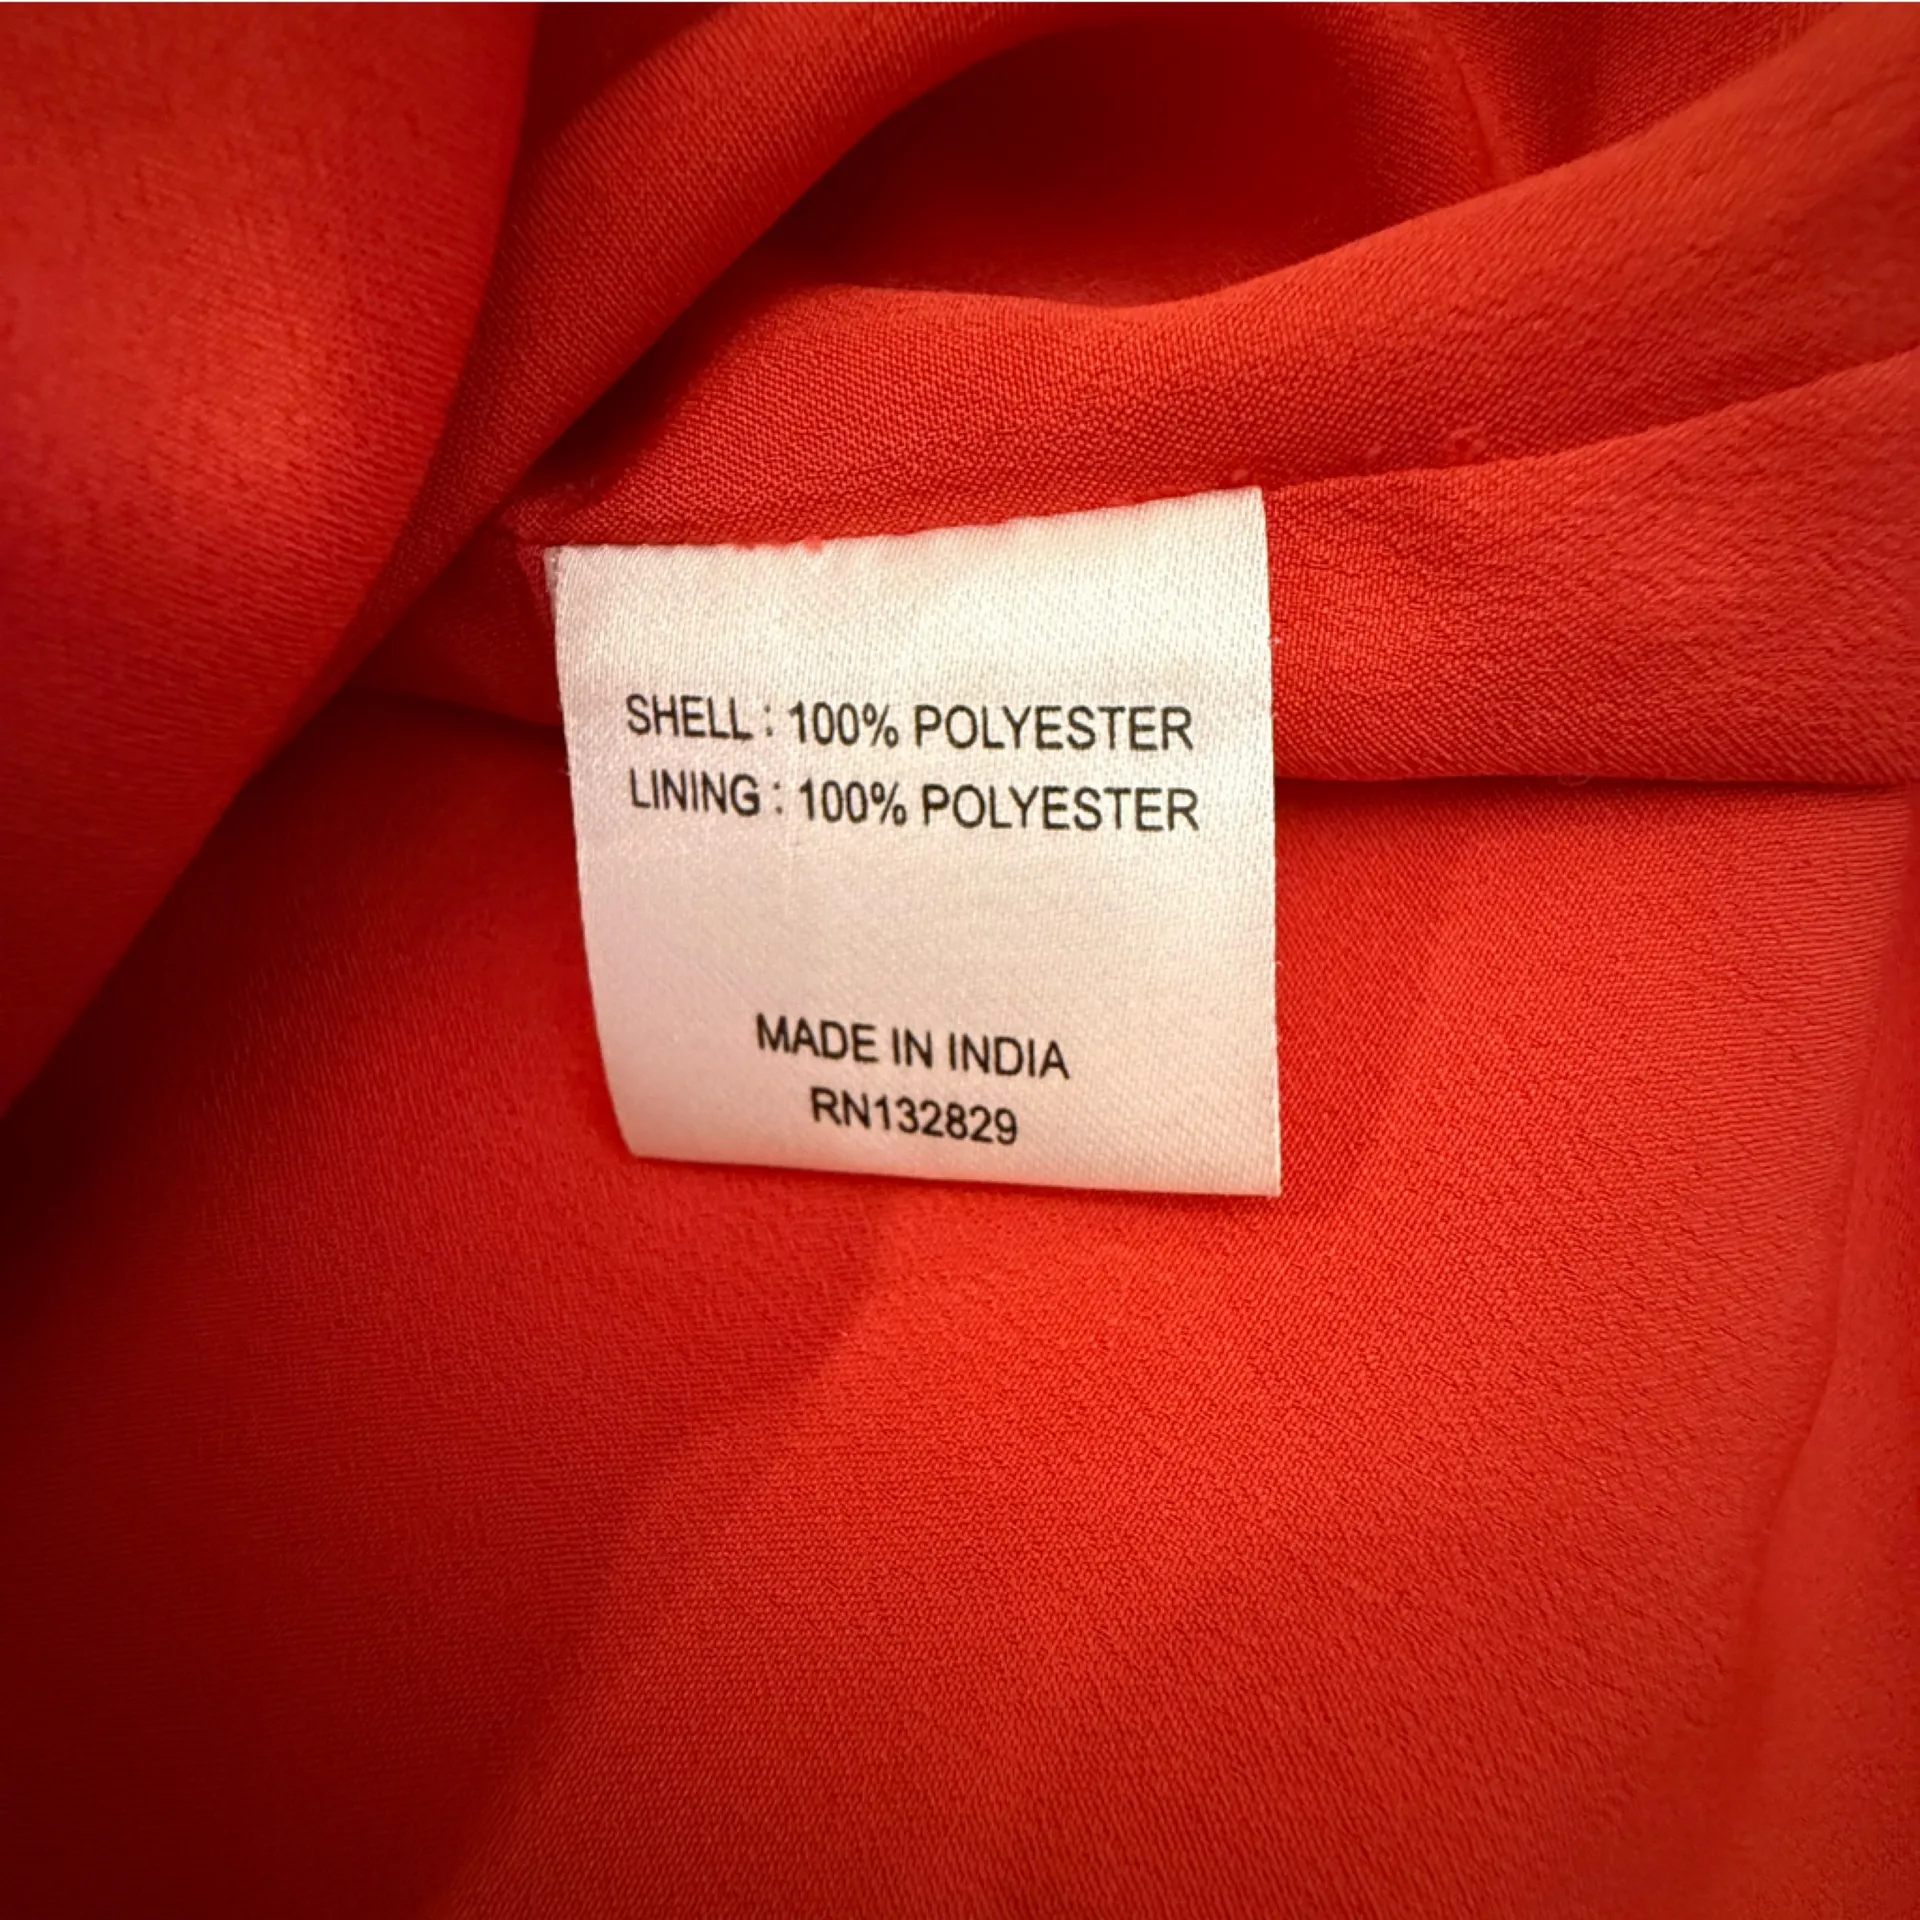 SHELL : 100% POLYESTER
LINING : 100% POLYESTER
MADE IN INDIA
RN132829